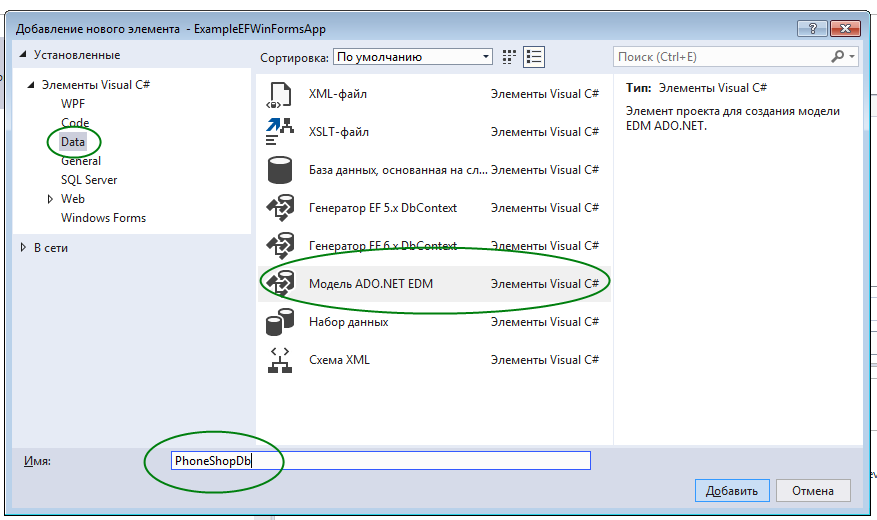 Добавление нового элемента - ExampleEFWinFormsApp
Установленные
Сортировка: По умолчанию
Поиск (Ctrl+E)
Элементы Visual C#
WPF
Code
Data
General
SQL Server
Web
Windows Forms
В сети
XML-файл Элементы Visual C#
XSLT-файл Элементы Visual C#
База данных, основанная на сл... Элементы Visual C#
Генератор EF 5.x DbContext Элементы Visual C#
Генератор EF 6.x DbContext Элементы Visual C#
Модель ADO.NET EDM Элементы Visual C#
Набор данных Элементы Visual C#
Схема XML Элементы Visual C#
Тип: Элементы Visual C#
Элемент проекта для создания модели
EDM ADO.NET.
Имя: PhoneShopDb
Добавить Отмена